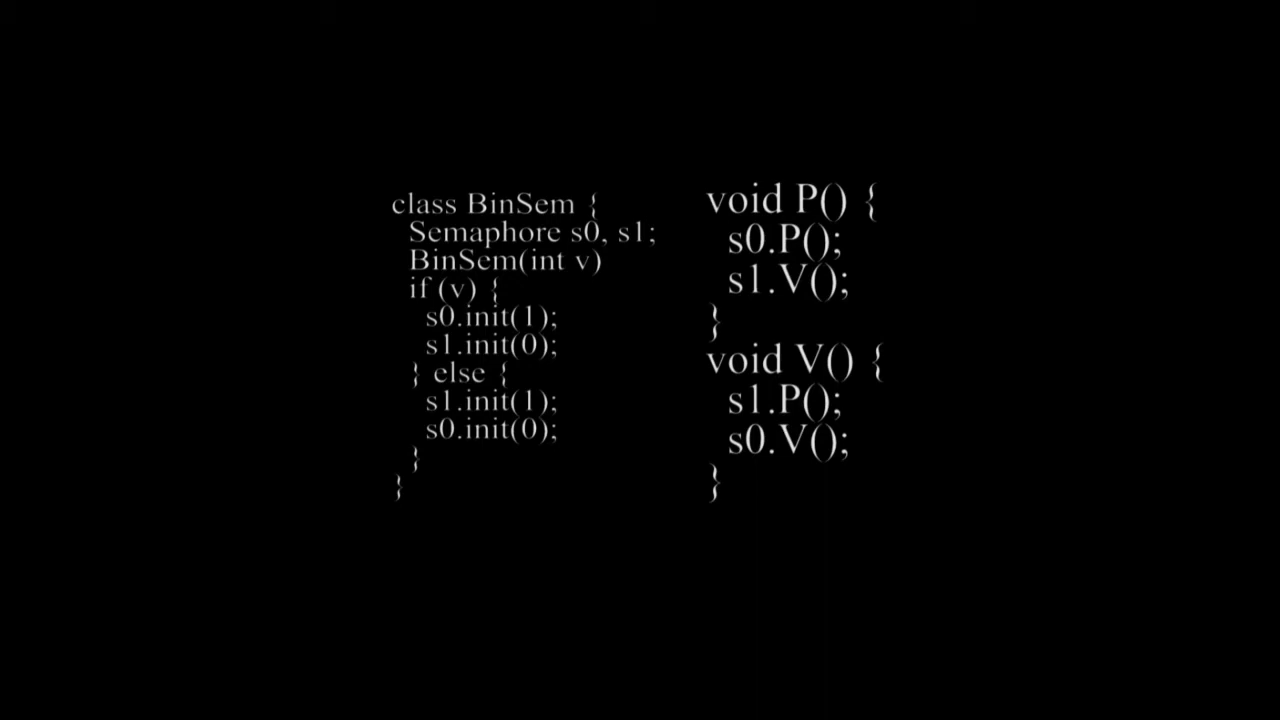 class BinSem {
Semaphore s0, s1;
BinSem(int v)
if (v) {
s0.init(1);
s1.init(0);
} else {
s1.init(1);
s0.init(0);
}
}
void P() {
s0.P();
s1.V();
}
void V() {
s1.P();
s0.V();
}